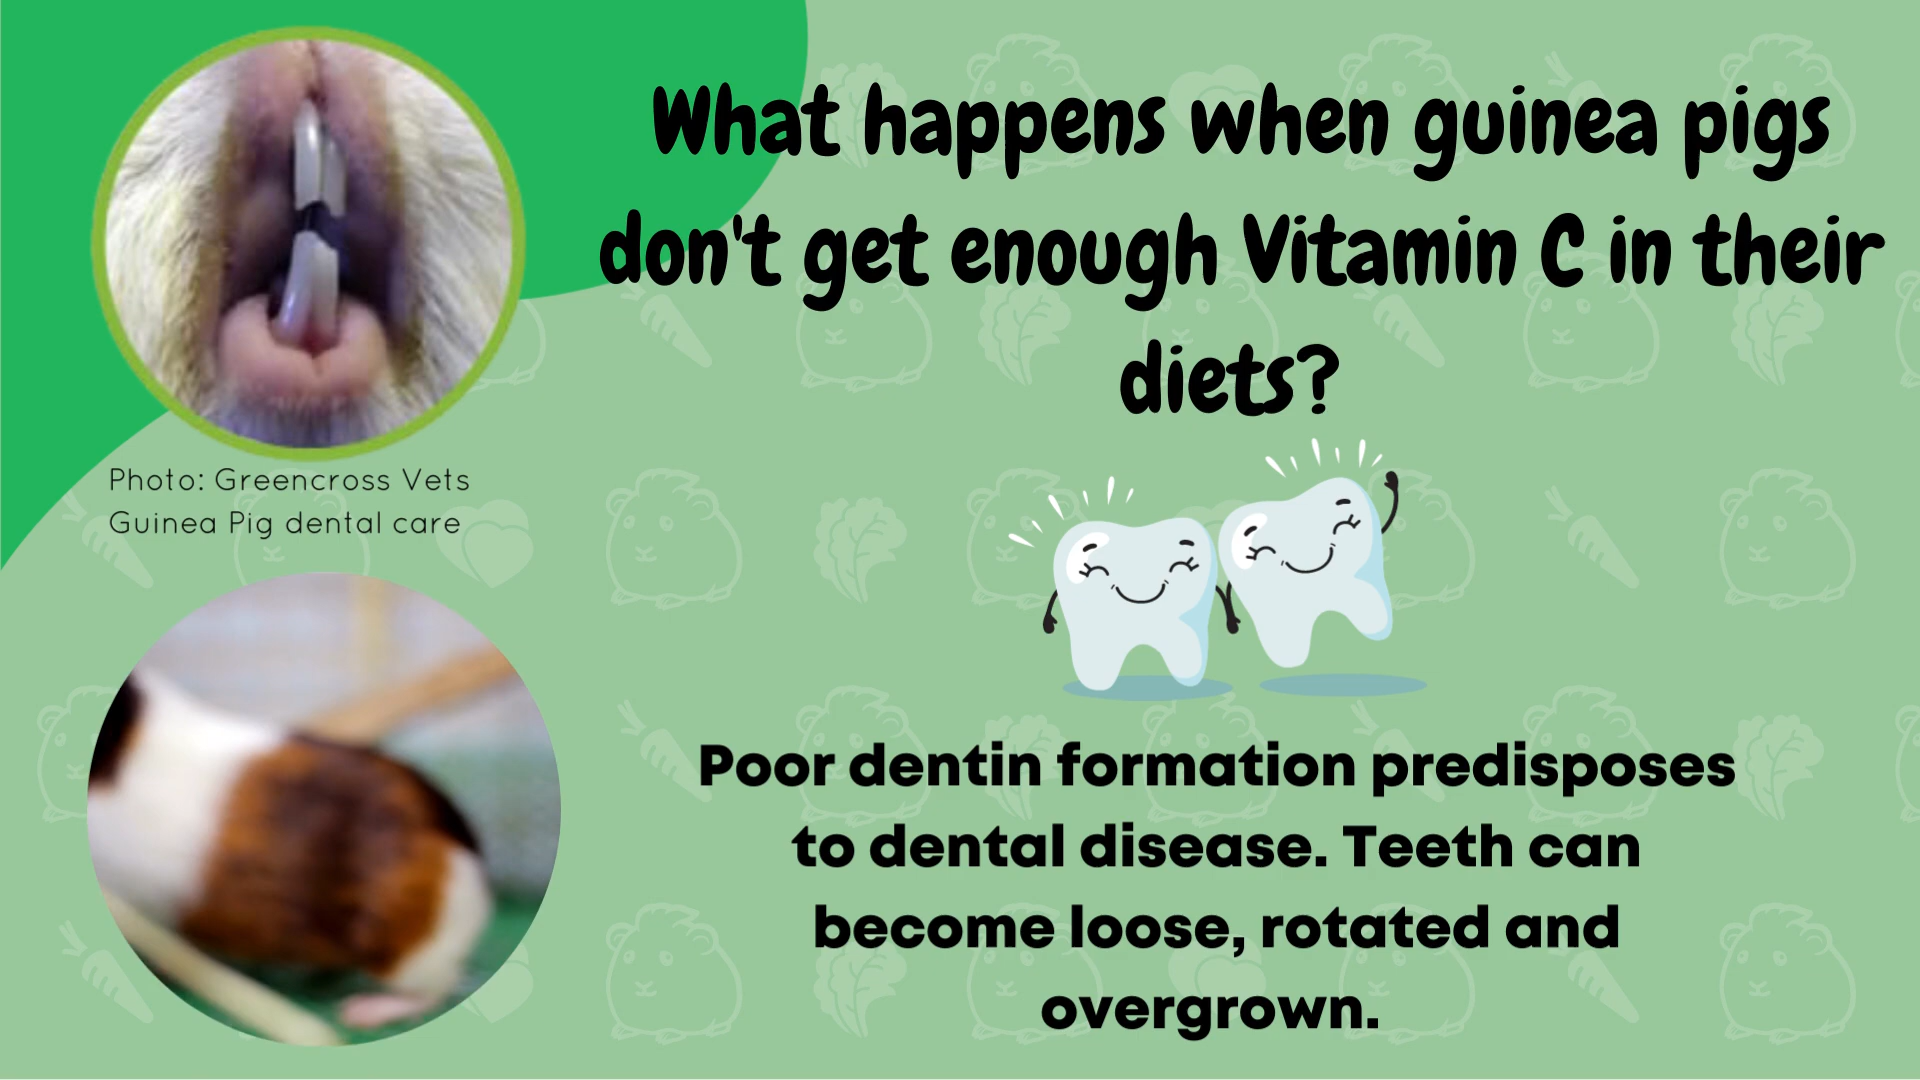 What happens when guinea pigs
don't get enough Vitamin C in their
diets?
Photo: Greencross Vets
Guinea Pig dental care
Poor dentin formation predisposes
to dental disease. Teeth can
become loose, rotated and
overgrown.